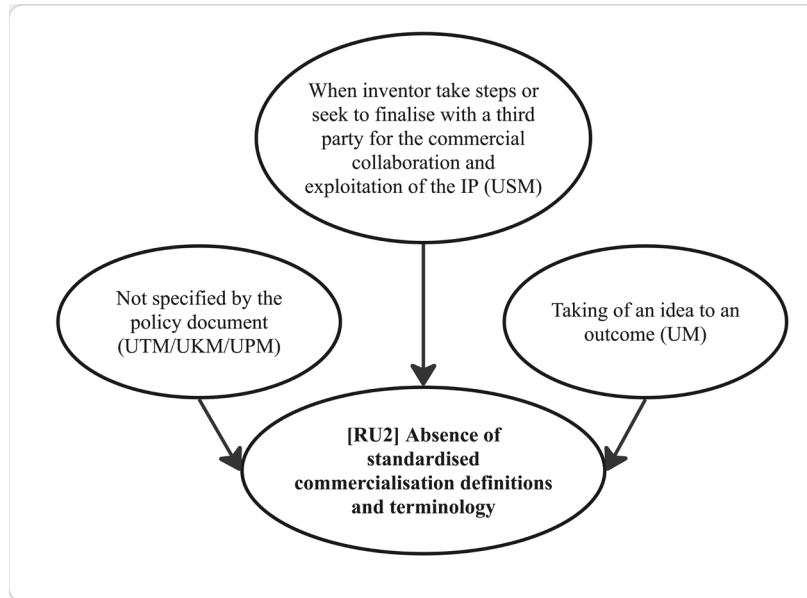 When inventor take steps or
seek to finalise with a third
party for the commercial
collaboration and
exploitation of the IP (USM)
Not specified by the
policy document
(UTM/UKM/UPM)
Taking of an idea to an
outcome (UM)
[RU2] Absence of
standardised
commercialisation definitions
and terminology